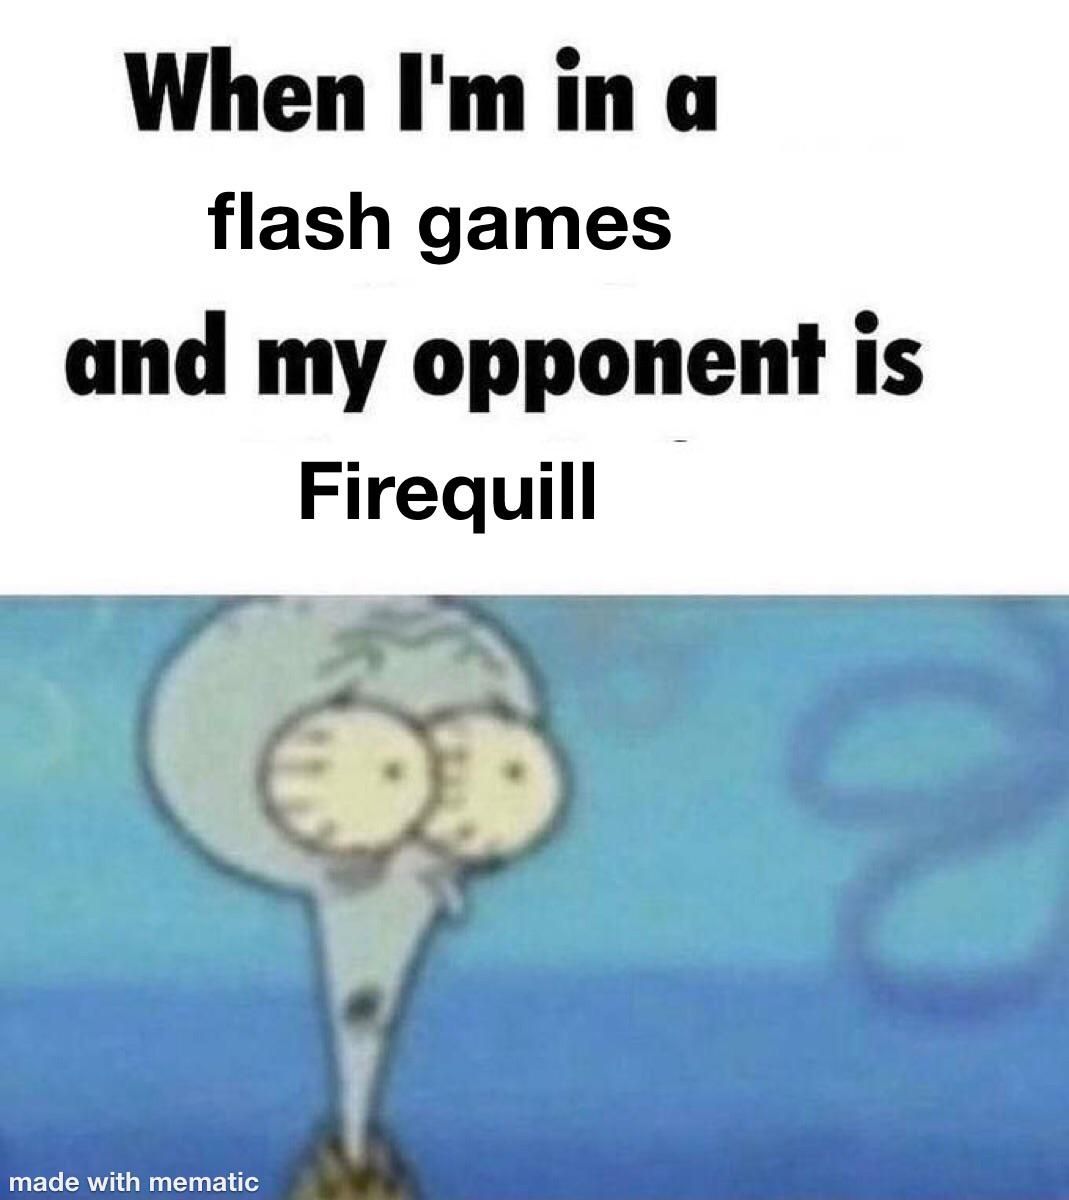 When I'm in a
flash games
and my opponent is
Firequill
made with mematic